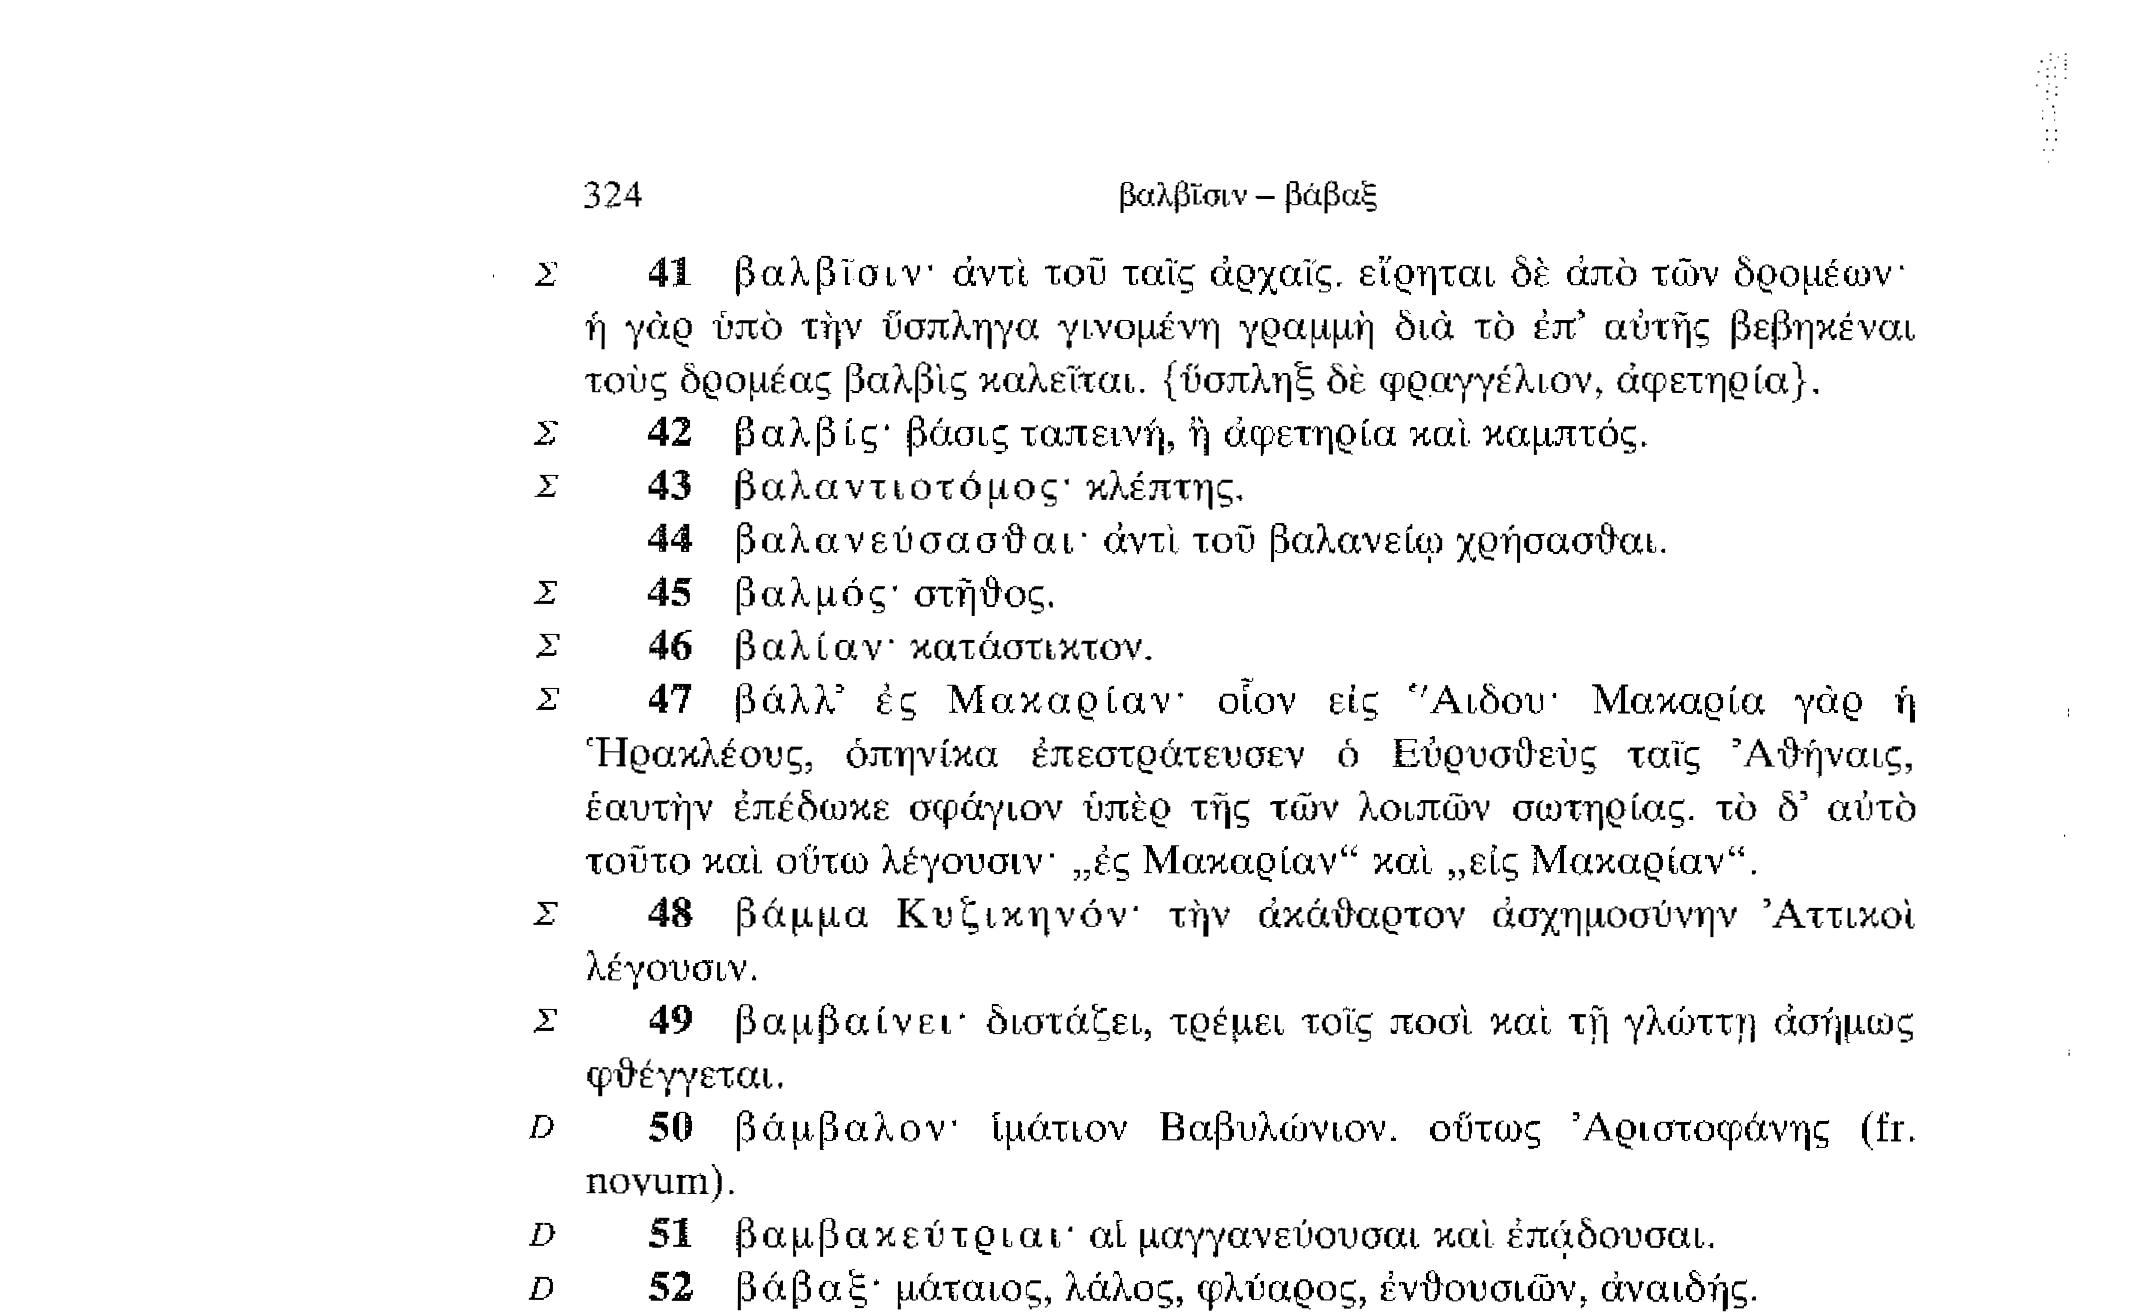 324 βαλβῖσιν – βάβαξ
Σ 41 βαλβῖσιν· ἀντὶ τοῦ ταῖς ἀρχαῖς. εἴρηται δὲ ἀπὸ τῶν δρομέων·
ἡ γὰρ ὑπὸ τὴν ὕσπληγα γινομένη γραμμὴ διὰ τὸ ἐπ’ αὐτῆς βεβηκέναι
τοὺς δρομέας βαλβὶς καλεῖται. {ὕσπληξ δὲ φραγγέλιον, ἀφετηρία}.
Σ 42 βαλβίς· βάσις ταπεινή, ἢ ἀφετηρία καὶ καμπτός.
Σ 43 βαλαντιοτόμος· κλέπτης.
44 βαλανεύσασθαι· ἀντὶ τοῦ βαλανείῳ χρήσασθαι.
Σ 45 βαλμός· στῆθος.
Σ 46 βαλίαν· κατάστικτον.
Σ 47 βάλλ’ ἐς Μακαρίαν· οἷον εἰς Ἅιδου· Μακαρία γὰρ ἡ
Ἡρακλέους, ὁπηνίκα ἐπεστράτευσεν ὁ Εὐρυσθεὺς ταῖς Ἀθήναις,
ἑαυτὴν ἐπέδωκε σφάγιον ὑπὲρ τῆς τῶν λοιπῶν σωτηρίας. τὸ δ’ αὐτὸ
τοῦτο καὶ οὕτω λέγουσιν· „ἐς Μακαρίαν“ καὶ „εἰς Μακαρίαν“.
Σ 48 βάμμα Κυζικηνόν· τὴν ἀκάθαρτον ἀσχημοσύνην Ἀττικοὶ
λέγουσιν.
Σ 49 βαμβαίνει· διστάζει, τρέμει τοῖς ποσὶ καὶ τῇ γλώττῃ ἀσήμως
φθέγγεται.
D 50 βάμβαλον· ἱμάτιον Βαβυλώνιον. οὕτως Ἀριστοφάνης (fr.
novum).
D 51 βαμβακεύτριαι· αἱ μαγγανεύουσαι καὶ ἐπᾴδουσαι.
D 52 βάβαξ· μάταιος, λάλος, φλύαρος, ἐνθουσιῶν, ἀναιδής.